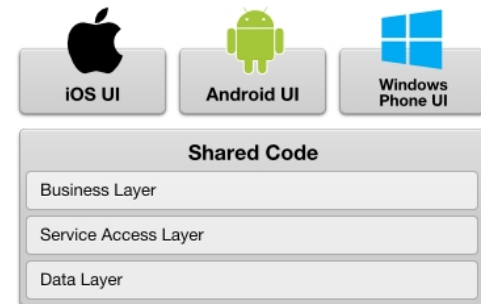 iOS UI
Android UI
Windows
Phone UI
Shared Code
Business Layer
Service Access Layer
Data Layer